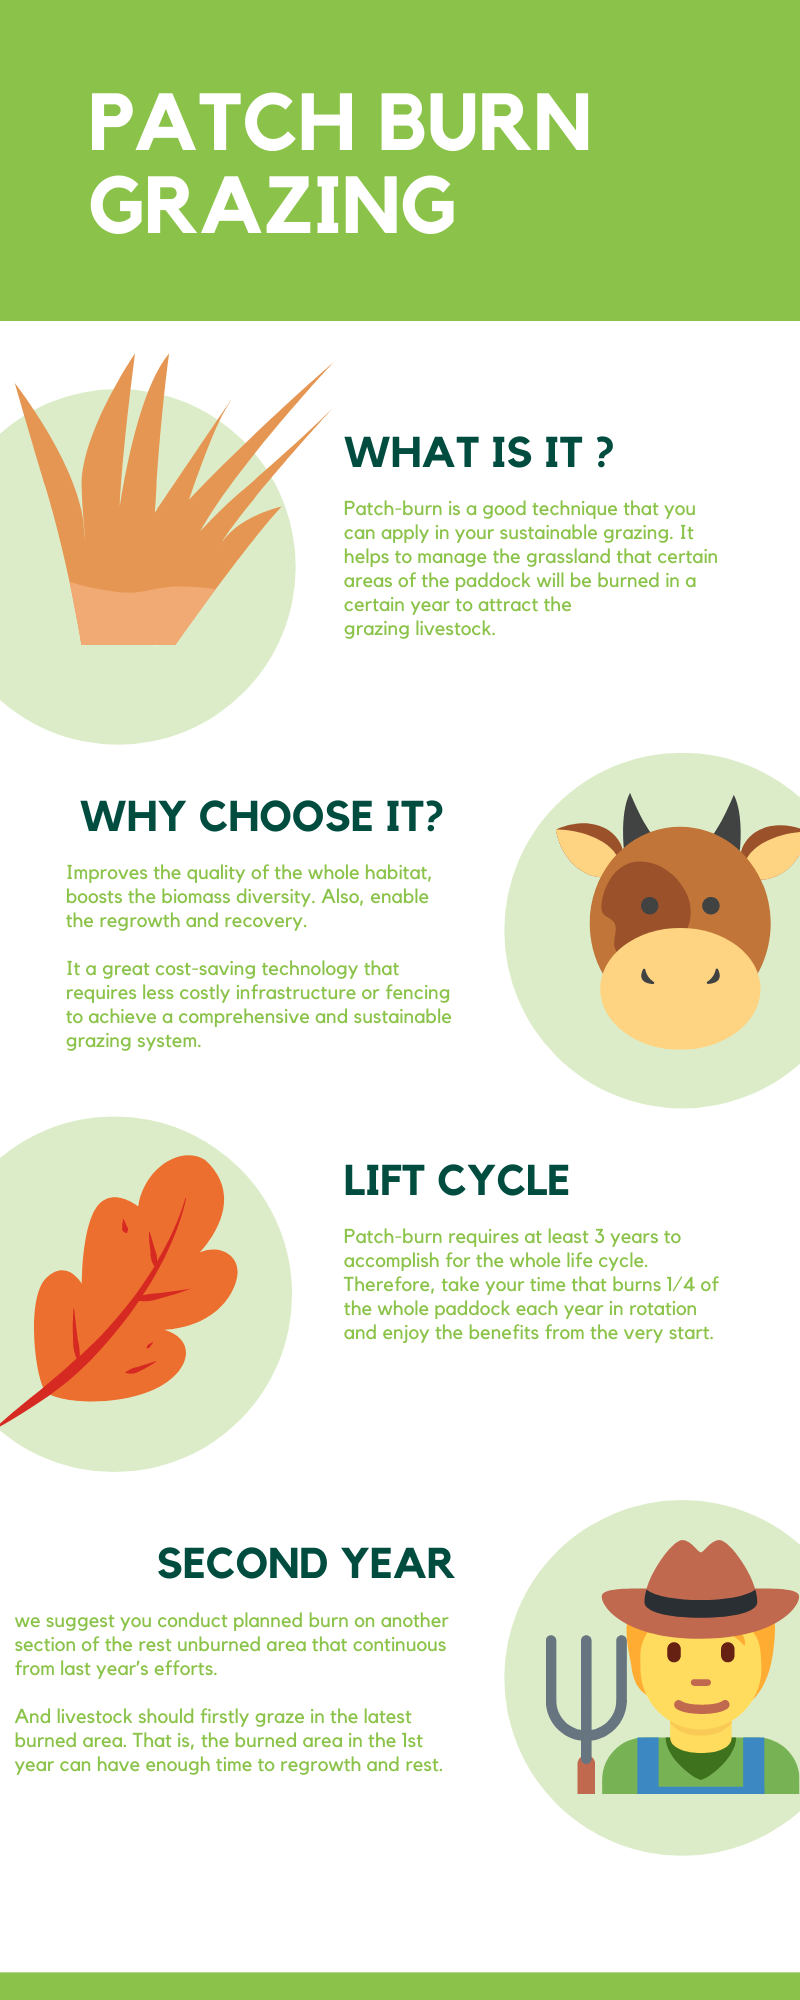 PATCH BURN
GRAZING
WHAT IS IT ?
Patch-burn is a good technique that you
can apply in your sustainable grazing. It
helps to manage the grassland that certain
areas of the paddock will be burned in a
certain year to attract the
grazing livestock.
WHY CHOOSE IT?
Improves the quality of the whole habitat,
boosts the biomass diversity. Also, enable
the regrowth and recovery.
It a great cost-saving technology that
requires less costly infrastructure or fencing
to achieve a comprehensive and sustainable
grazing system.
LIFT CYCLE
Patch-burn requires at least 3 years to
accomplish for the whole life cycle.
Therefore, take your time that burns 1/4 of
the whole paddock each year in rotation
and enjoy the benefits from the very start.
SECOND YEAR
we suggest you conduct planned burn on another
section of the rest unburned area that continuous
from last year's efforts.
And livestock should firstly graze in the latest
burned area. That is, the burned area in the 1st
year can have enough time to regrowth and rest.